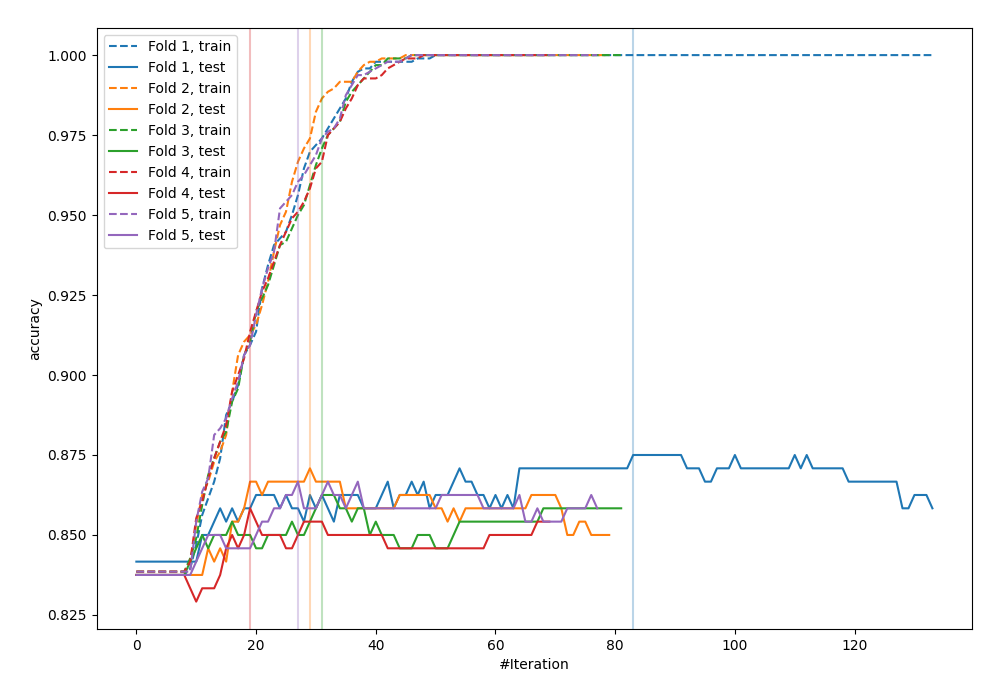 Fold 1, train
Fold 1, test
Fold 2, train
Fold 2, test
Fold 3, train
Fold 3, test
Fold 4, train
Fold 4, test
Fold 5, train
Fold 5, test
1.000
0.975
0.950
0.925
0.900
0.875
0.850
0.825
accuracy
0 20 40 60 80 100 120
#Iteration